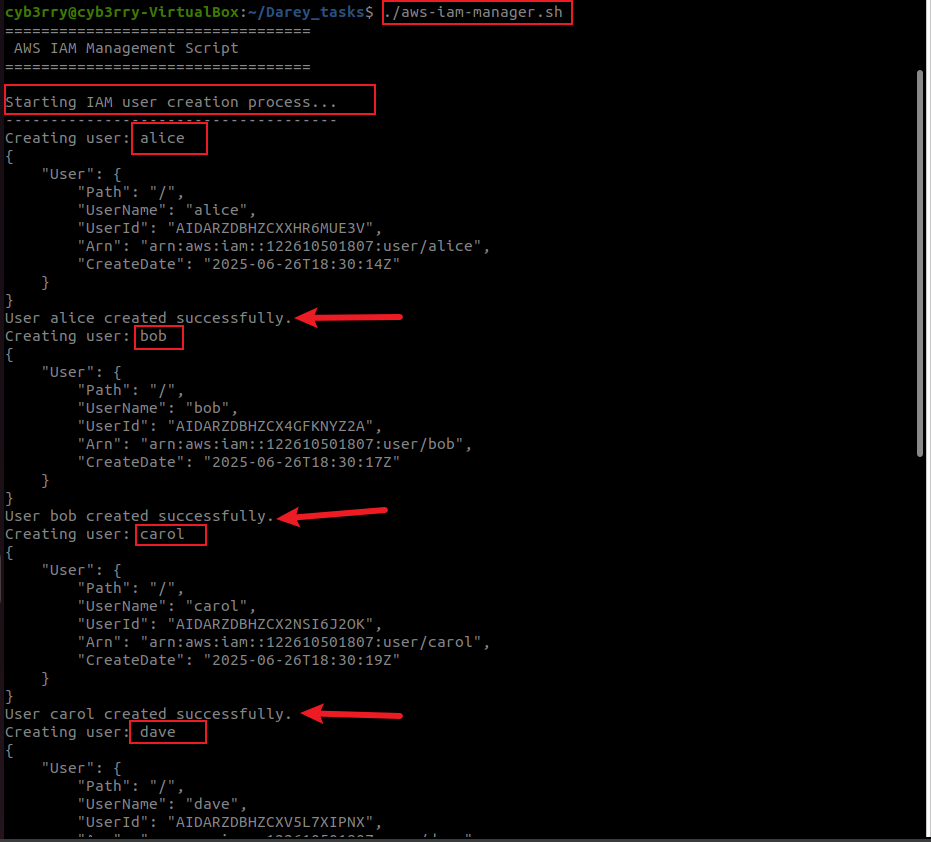 cyb3rry@cyb3rry-VirtualBox:~/Darey_tasks$ ./aws-iam-manager.sh
==================================
 AWS IAM Management Script
==================================
Starting IAM user creation process...
-------------------------------------
Creating user: alice
{
    "User": {
        "Path": "/",
        "UserName": "alice",
        "UserId": "AIDARZDBHZCXXHR6MUE3V",
        "Arn": "arn:aws:iam::122610501807:user/alice",
        "CreateDate": "2025-06-26T18:30:14Z"
    }
}
User alice created successfully.
Creating user: bob
{
    "User": {
        "Path": "/",
        "UserName": "bob",
        "UserId": "AIDARZDBHZCX4GFKNYZ2A",
        "Arn": "arn:aws:iam::122610501807:user/bob",
        "CreateDate": "2025-06-26T18:30:17Z"
    }
}
User bob created successfully.
Creating user: carol
{
    "User": {
        "Path": "/",
        "UserName": "carol",
        "UserId": "AIDARZDBHZCX2NSI6J2OK",
        "Arn": "arn:aws:iam::122610501807:user/carol",
        "CreateDate": "2025-06-26T18:30:19Z"
    }
}
User carol created successfully.
Creating user: dave
{
    "User": {
        "Path": "/",
        "UserName": "dave",
        "UserId": "AIDARZDBHZCXV5L7XIPNX",